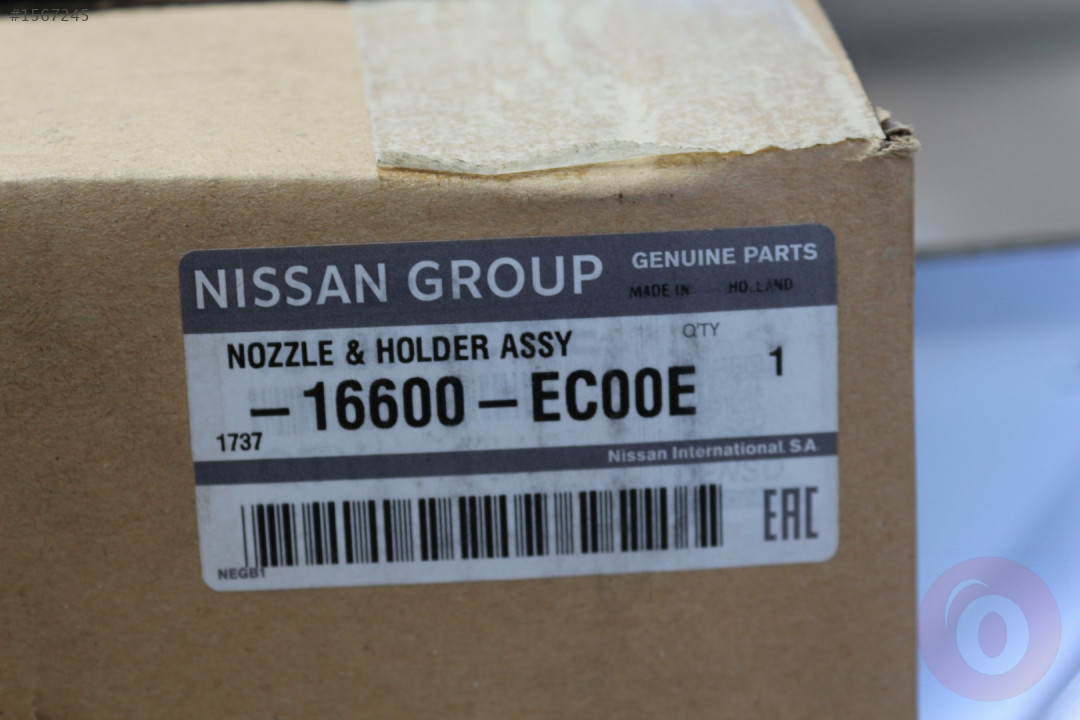 #1567245
NISSAN GROUP
GENUINE PARTS
MADE IN HOLLAND
NOZZLE & HOLDER ASSY
Q'TY
1
-16600-EC00E
1737
Nissan International S.A.
EAC
NEGB1